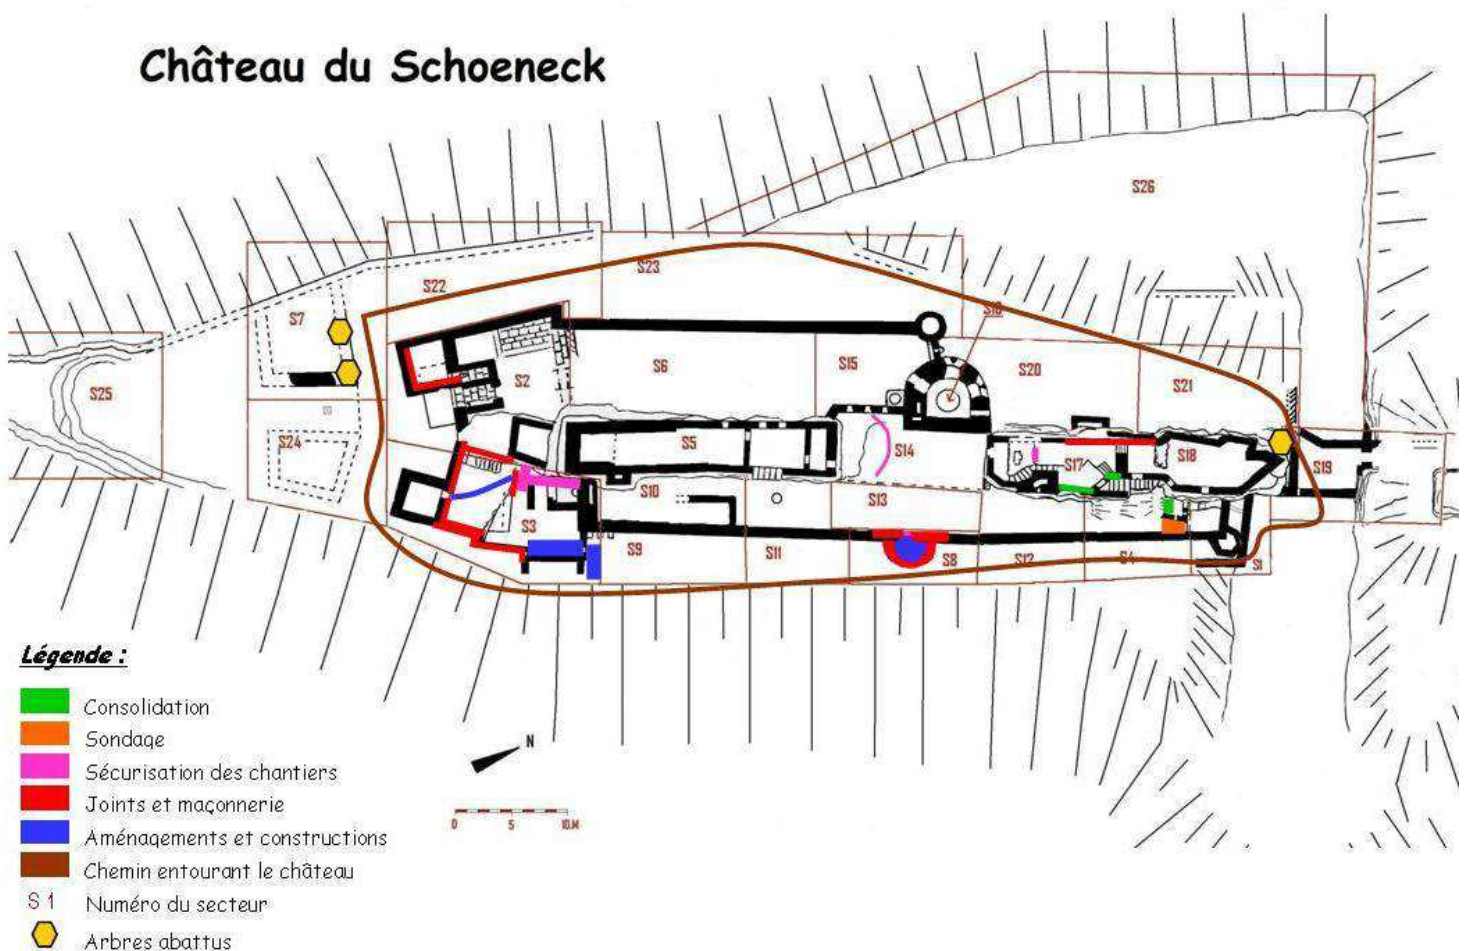 Château du Schoeneck
S26
S23
S22
S7
S16
S2
S6
S15
S20
S21
S25
S24
S5
S14
S17
S18
S19
S10
S13
S3
S9
S11
S8
S12
S4
S1
N
0 5 10.M
Légende :
Consolidation
Sondage
Sécurisation des chantiers
Joints et maçonnerie
Aménagements et constructions
Chemin entourant le château
S 1 Numéro du secteur
Arbres abattus